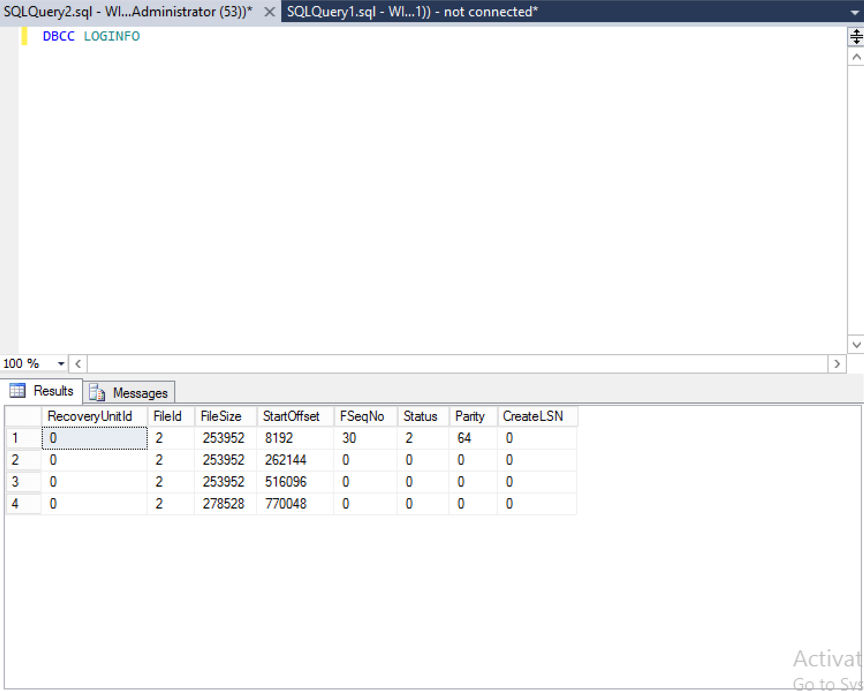 SQLQuery2.sql - WI...Administrator (53))* SQLQuery1.sql - WI...1)) - not connected*
DBCC LOGINFO
100 %
Results Messages
RecoveryUnitId FileId FileSize StartOffset FSeqNo Status Parity CreateLSN
1 0 2 253952 8192 30 2 64 0
2 0 2 253952 262144 0 0 0 0
3 0 2 253952 516096 0 0 0 0
4 0 2 278528 770048 0 0 0 0
Activat
Go to Sys